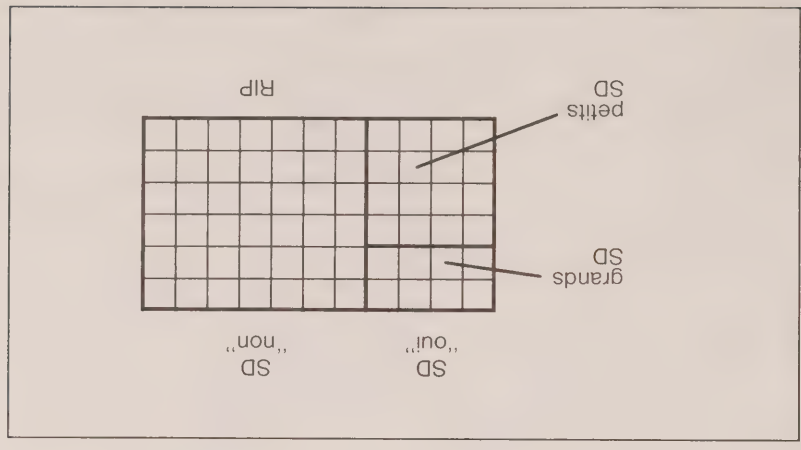 SD
"oui"
SD
"non"
grands
SD
petits
SD
RIP